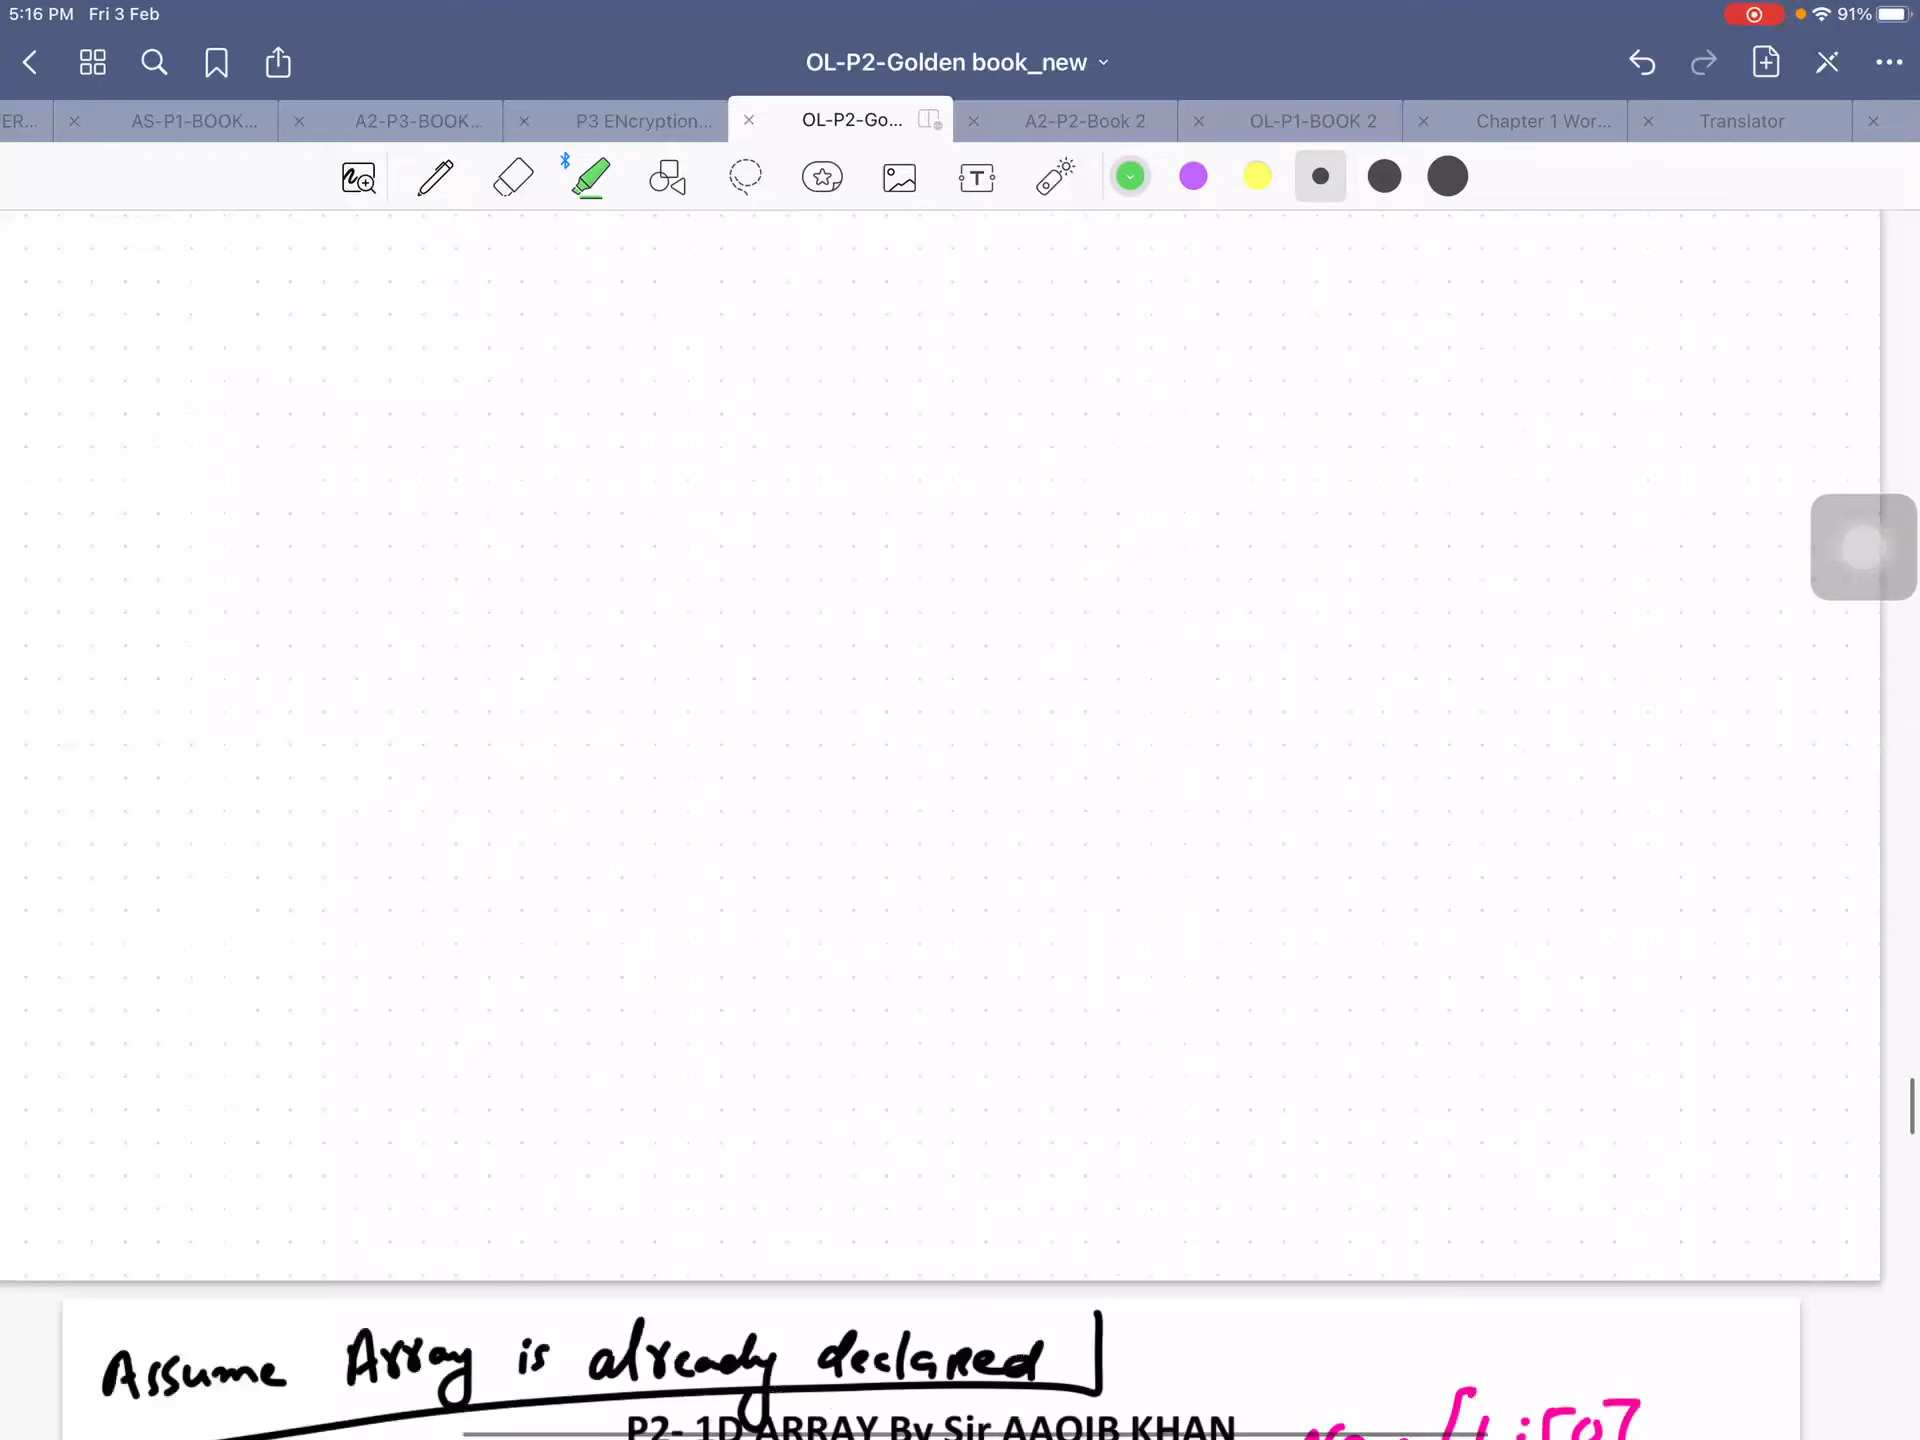 5:16 PM Fri 3 Feb
91%
OL-P2-Golden book_new
ER...
AS-P1-BOOK...
A2-P3-BOOK...
P3 ENcryption...
OL-P2-Go...
A2-P2-Book 2
OL-P1-BOOK 2
Chapter 1 Wor...
Translator
Assume Array is already declared
P2- 1D ARRAY By Sir AAQIB KHAN